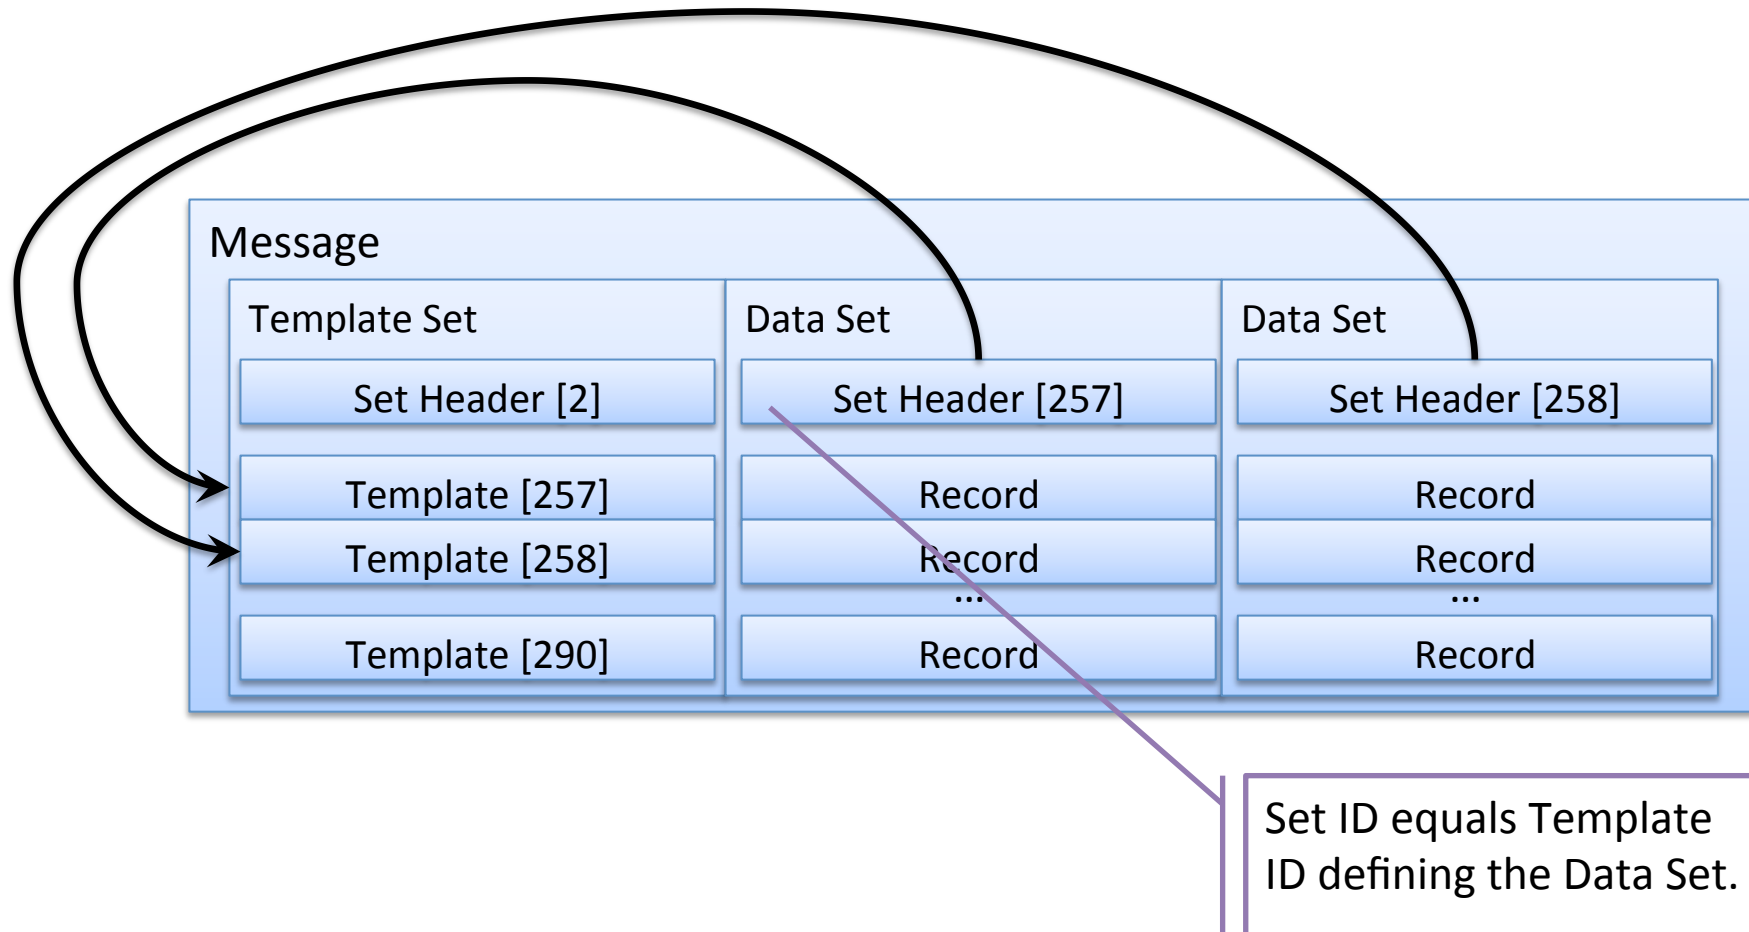 Message
Template Set
Set Header [2]
Template [257]
Template [258]
Template [290]
Data Set
Set Header [257]
Record
Record
...
Record
Data Set
Set Header [258]
Record
Record
...
Record
Set ID equals Template
ID defining the Data Set.